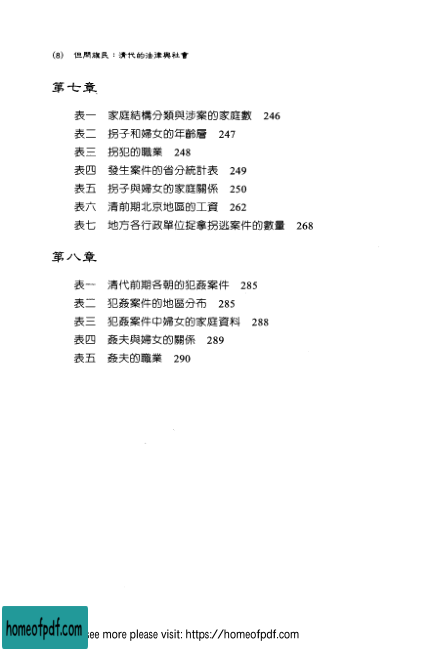 (8) 但問旗民：清代的法律與社會
第七章
表一 家庭結構分類與涉案的家庭數 246
表二 拐子和婦女的年齡層 247
表三 拐犯的職業 248
表四 發生案件的省分統計表 249
表五 拐子與婦女的家庭關係 250
表六 清前期北京地區的工資 262
表七 地方各行政單位捉拿拐逃案件的數量 268
第八章
表一 清代前期各朝的犯姦案件 285
表二 犯姦案件的地區分布 285
表三 犯姦案件中婦女的家庭資料 288
表四 姦夫與婦女的關係 289
表五 姦夫的職業 290
homeofpdf.com
see more please visit: https://homeofpdf.com